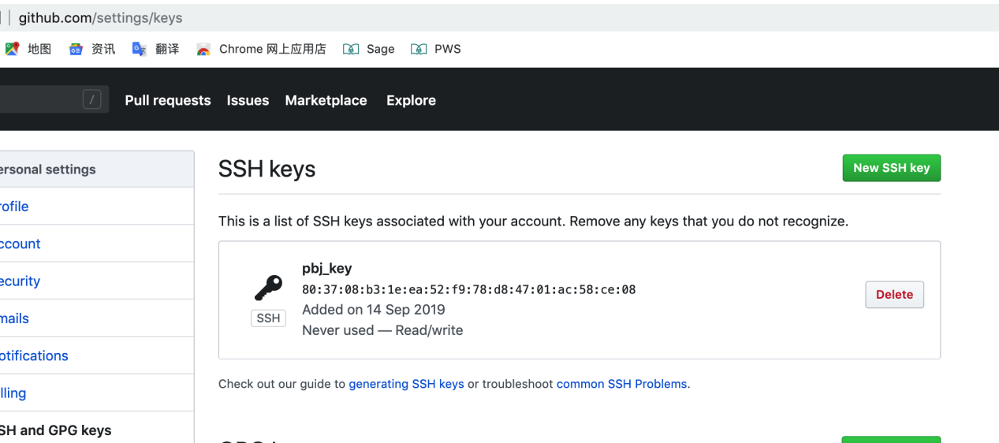 github.com/settings/keys
地图 资讯 翻译 Chrome 网上应用店 Sage PWS
/ Pull requests Issues Marketplace Explore
ersonal settings
rofile
ccount
ecurity
mails
otifications
lling
SH and GPG keys
SSH keys
New SSH key
This is a list of SSH keys associated with your account. Remove any keys that you do not recognize.
pbj_key
80:37:08:b3:1e:ea:52:f9:78:d8:47:01:ac:58:ce:08
Added on 14 Sep 2019
Never used — Read/write
SSH
Delete
Check out our guide to generating SSH keys or troubleshoot common SSH Problems.